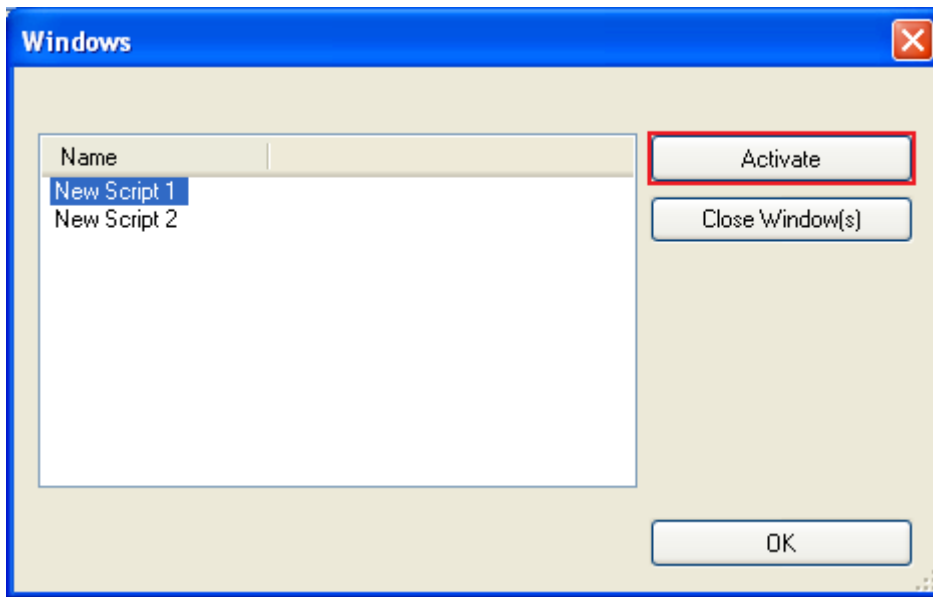 Windows
Name
Activate
New Script 1
New Script 2
Close Window(s)
OK